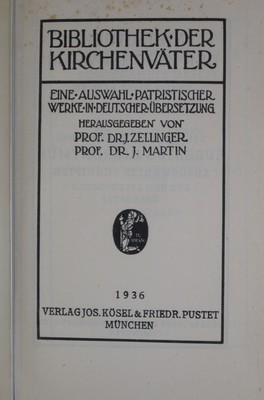 BIBLIOTHEK·DER
KIRCHENVÄTER
EINE·AUSWAHL·PATRISTISCHER
WERKE·IN·DEUTSCHER·ÜBERSETZUNG
HERAUSGEGEBEN VON
PROF. DR.J.ZELLINGER
PROF. DR. J. MARTIN
1936
VERLAG JOS. KÖSEL & FRIEDR. PUSTET
MÜNCHEN